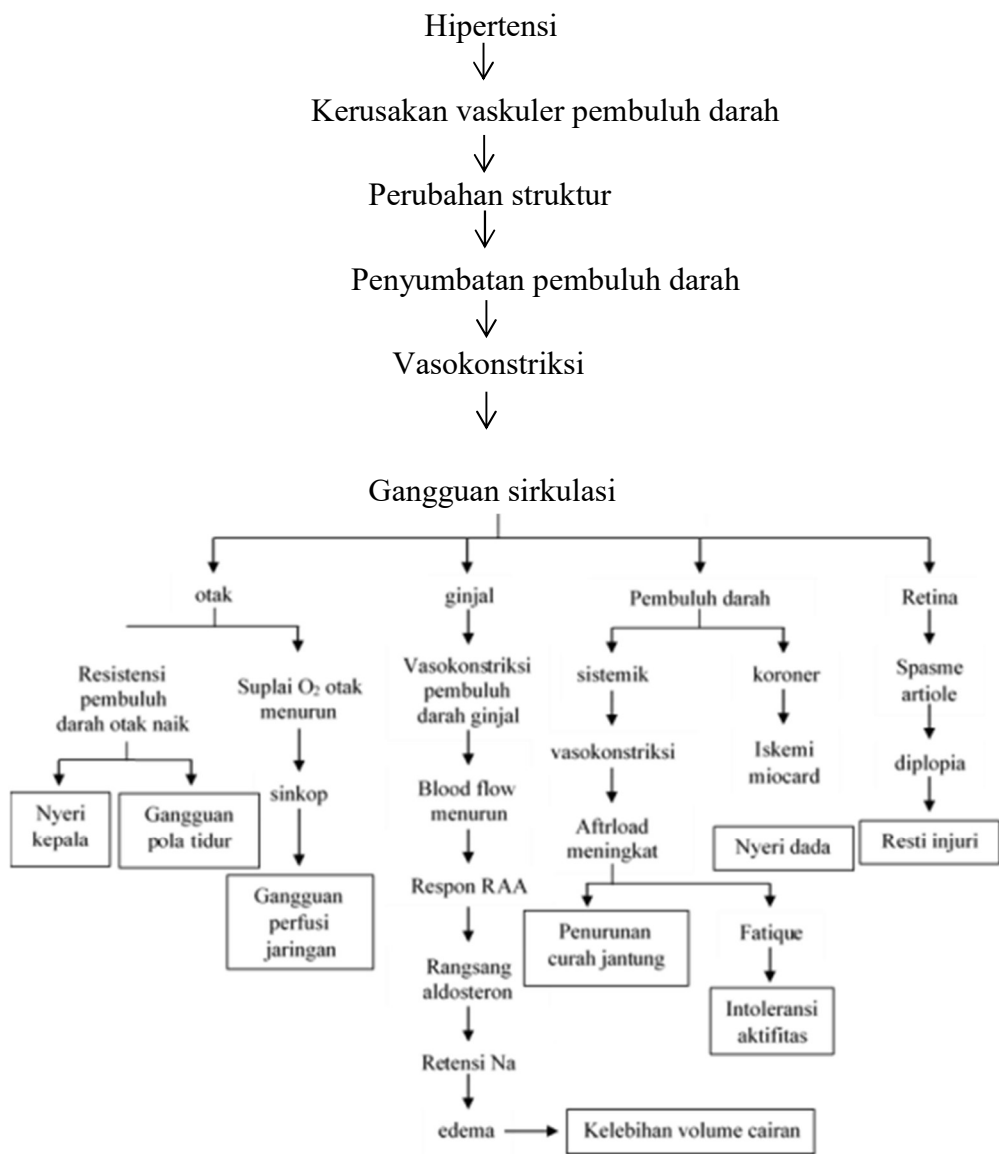 Hipertensi
Kerusakan vaskuler pembuluh darah
Perubahan struktur
Penyumbatan pembuluh darah
Vasokonstriksi
Gangguan sirkulasi
otak
ginjal
Pembuluh darah
Retina
Resistensi
pembuluh
darah otak naik
Suplai O₂ otak
menurun
Vasokonstriksi
pembuluh
darah ginjal
sistemik
koroner
Spasme
artiole
Nyeri
kepala
Gangguan
pola tidur
sinkop
Blood flow
menurun
vasokonstriksi
Iskemi
miocard
diplopia
Gangguan
perfusi
jaringan
Respon RAA
Aftrload
meningkat
Nyeri dada
Resti injuri
Rangsang
aldosteron
Penurunan
curah jantung
Fatique
Retensi Na
Intoleransi
aktifitas
edema
Kelebihan volume cairan